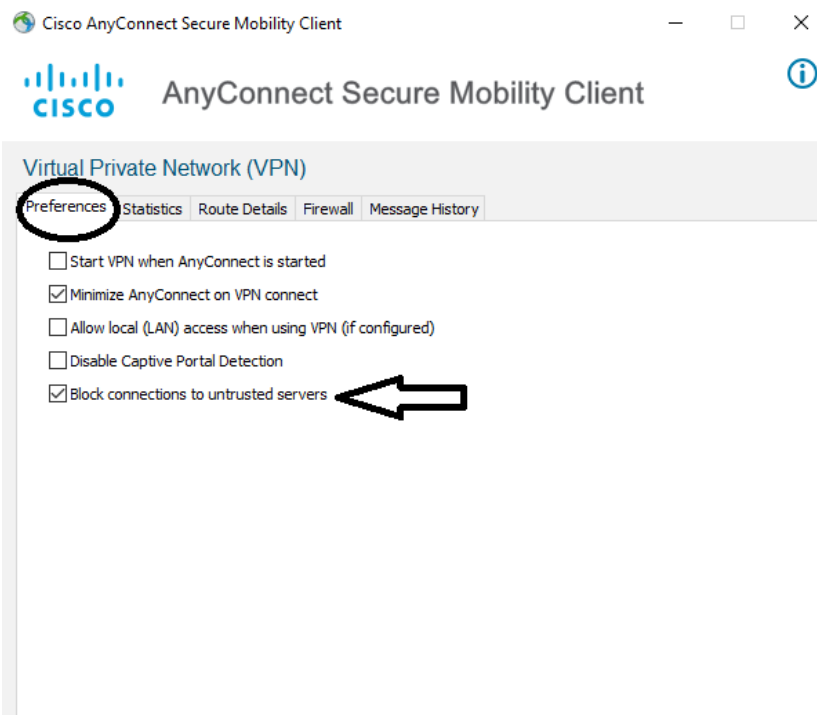 Cisco AnyConnect Secure Mobility Client
CISCO
AnyConnect Secure Mobility Client
Virtual Private Network (VPN)
Preferences Statistics Route Details Firewall Message History
Start VPN when AnyConnect is started
Minimize AnyConnect on VPN connect
Allow local (LAN) access when using VPN (if configured)
Disable Captive Portal Detection
Block connections to untrusted servers